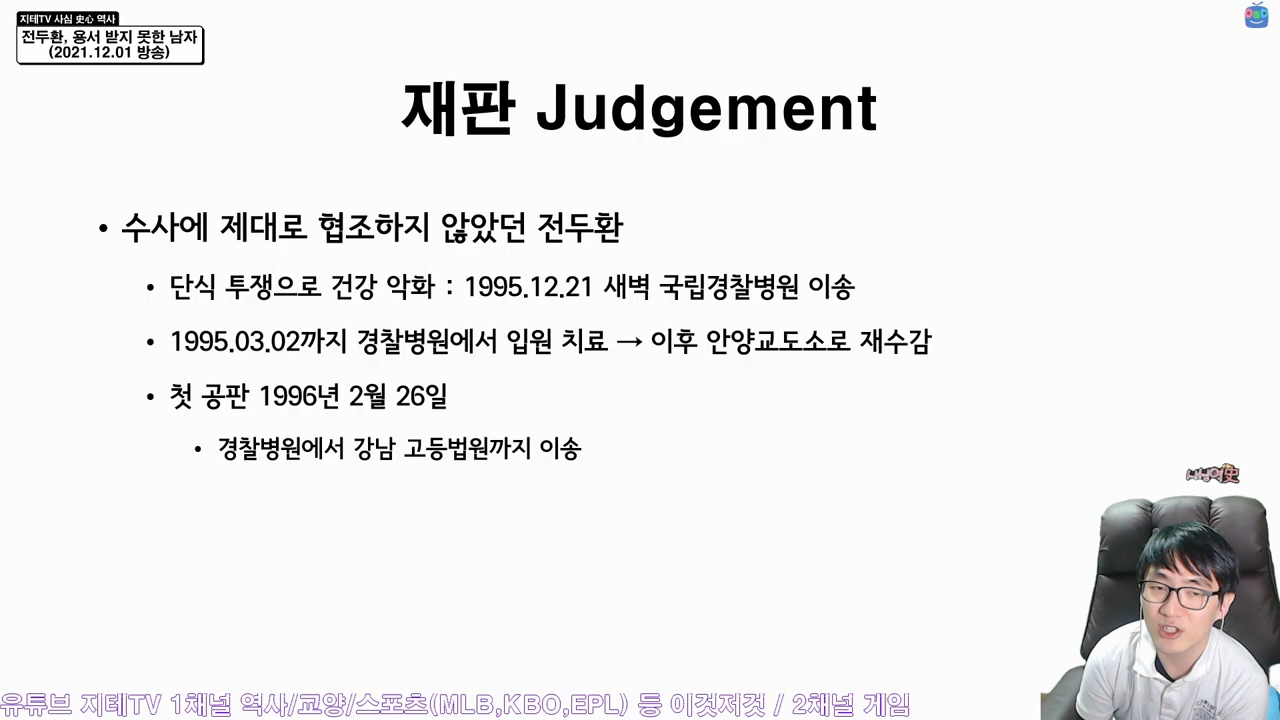 지테TV 사심 史心 역사
전두환, 용서 받지 못한 남자
(2021.12.01 방송)
재판 Judgement
• 수사에 제대로 협조하지 않았던 전두환
• 단식 투쟁으로 건강 악화 : 1995.12.21 새벽 국립경찰병원 이송
• 1995.03.02까지 경찰병원에서 입원 치료 → 이후 안양교도소로 재수감
• 첫 공판 1996년 2월 26일
• 경찰병원에서 강남 고등법원까지 이송
사심역史
유튜브 지테TV 1채널 역사/교양/스포츠(MLB,KBO,EPL) 등 이것저것 / 2채널 게임